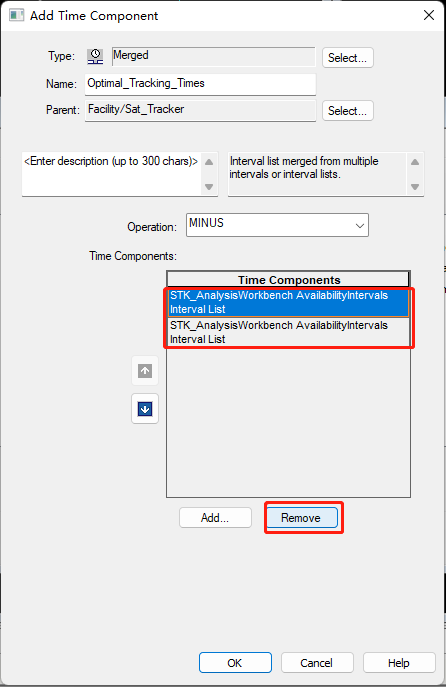 Add Time Component
Type:
Merged
Select...
Name:
Optimal_Tracking_Times
Parent:
Facility/Sat_Tracker
Select...
<Enter description (up to 300 chars)>
Interval list merged from multiple
intervals or interval lists.
Operation:
MINUS
Time Components:
Time Components
STK_AnalysisWorkbench AvailabilityIntervals
Interval List
STK_AnalysisWorkbench AvailabilityIntervals
Interval List
Add...
Remove
OK
Cancel
Help